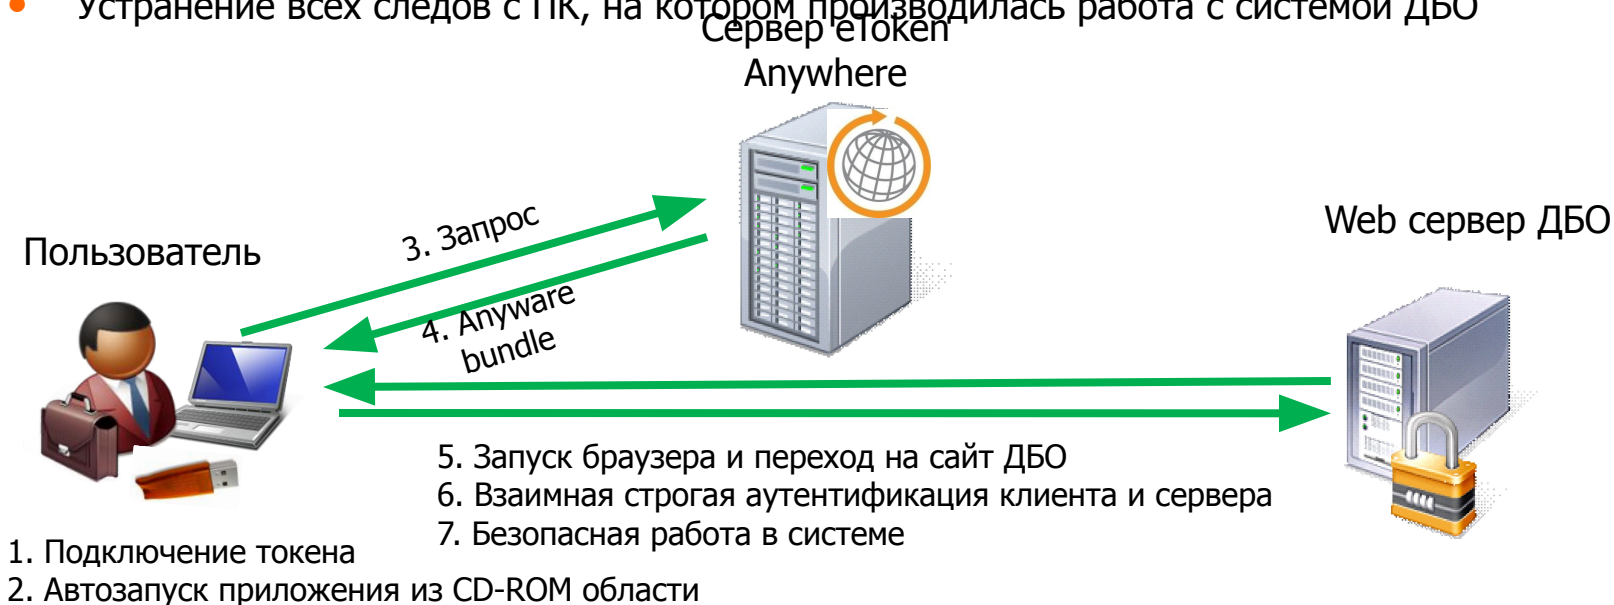 • Устранение всех следов с ПК, на котором производилась работа с системой ДБО
Сервер eToken
Anywhere
Web сервер ДБО
Пользователь
3. Запрос
4. Anyware
bundle
5. Запуск браузера и переход на сайт ДБО
6. Взаимная строгая аутентификация клиента и сервера
7. Безопасная работа в системе
1. Подключение токена
2. Автозапуск приложения из CD-ROM области